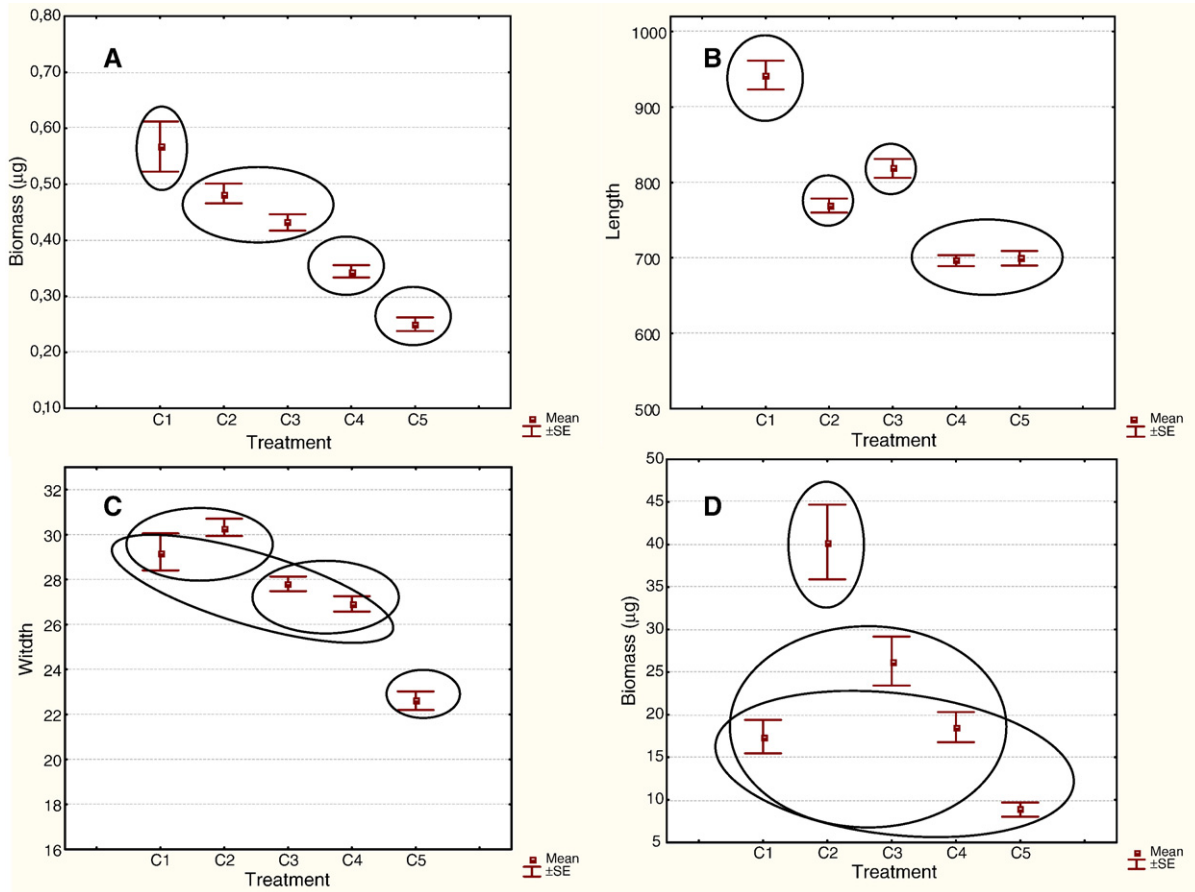 A
0,80
0,70
0,60
0,50
0,40
0,30
0,20
0,10
Biomass (µg)
C1 C2 C3 C4 C5
Treatment
Mean
±SE
B
1000
900
800
700
600
500
Length
C1 C2 C3 C4 C5
Treatment
Mean
±SE
C
32
30
28
26
24
22
20
18
16
Witdth
C1 C2 C3 C4 C5
Treatment
Mean
±SE
D
50
45
40
35
30
25
20
15
10
5
Biomass (µg)
C1 C2 C3 C4 C5
Treatment
Mean
±SE